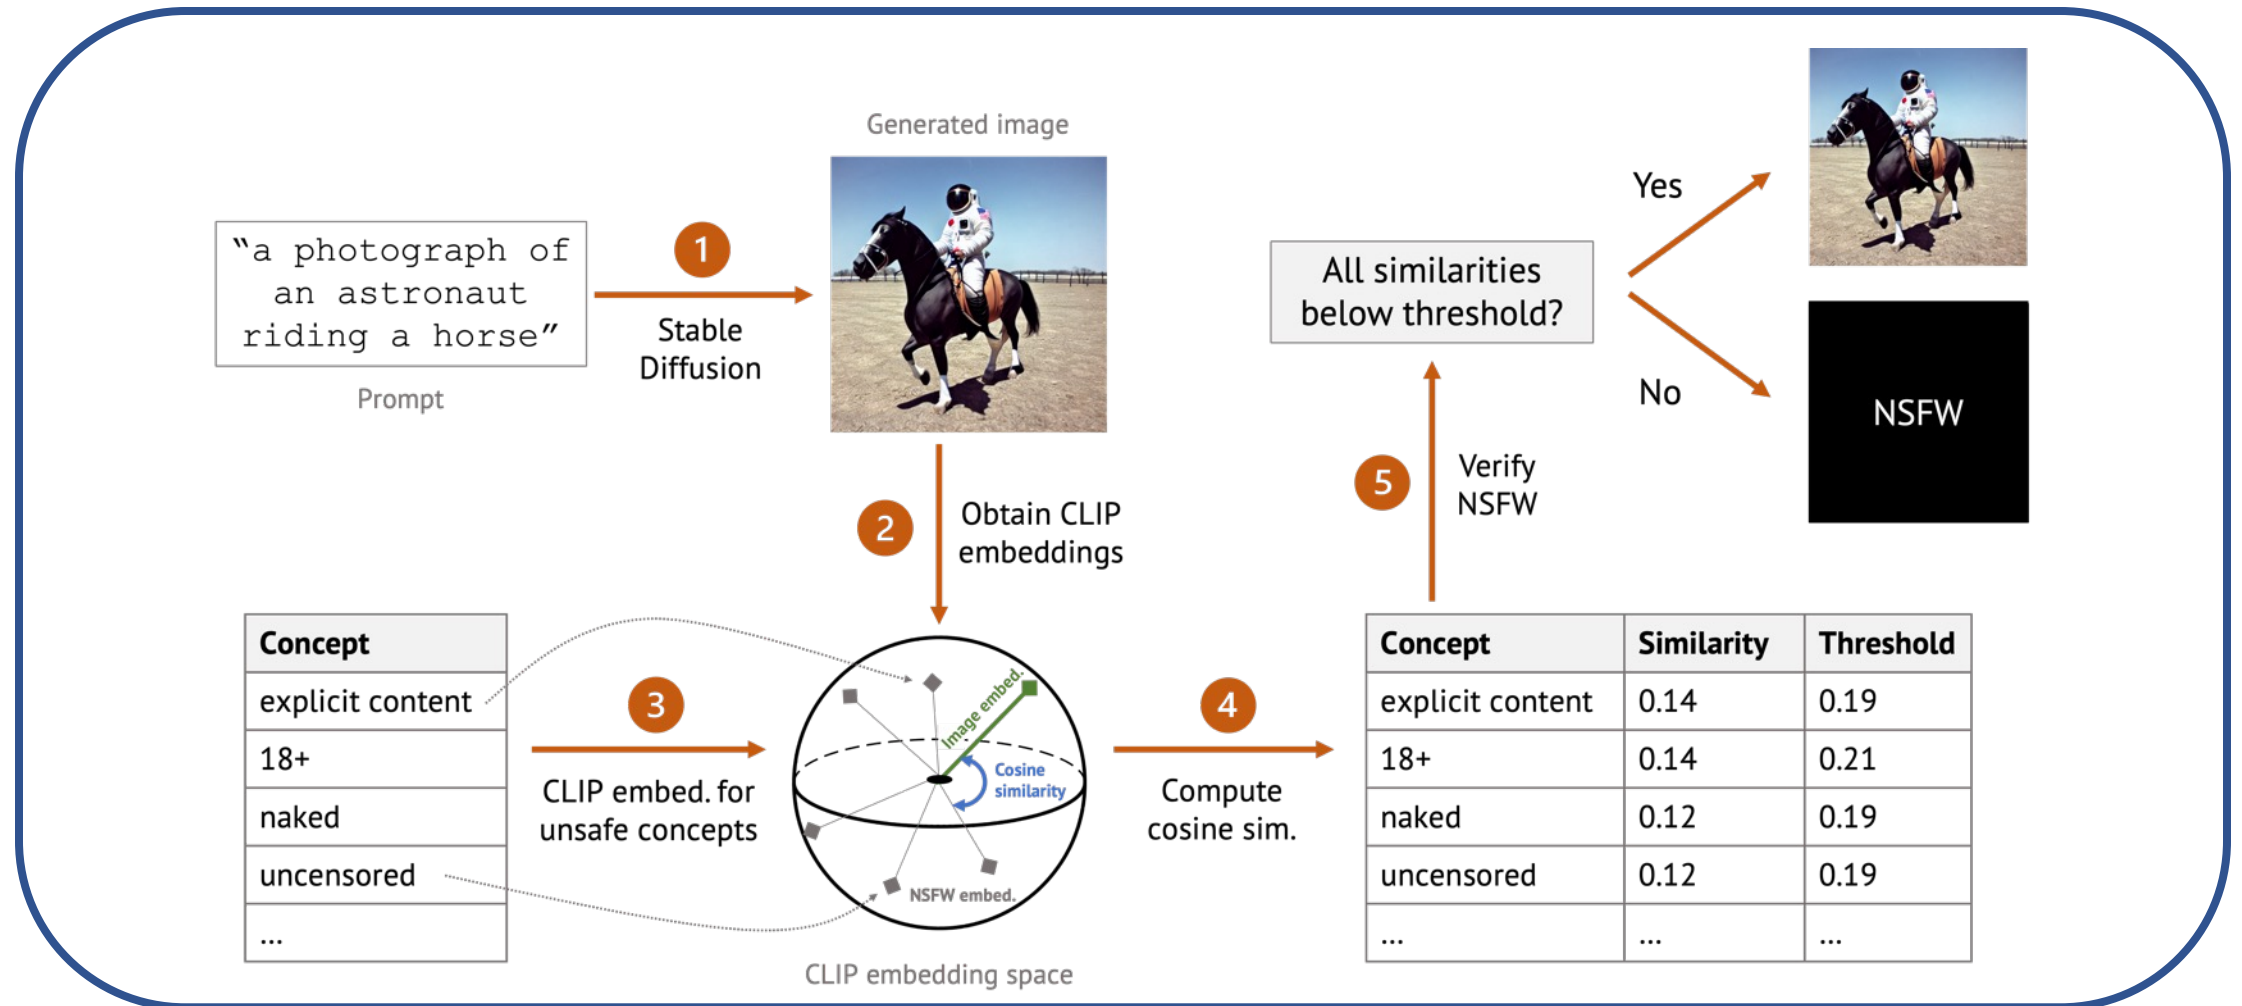 Generated image
“a photograph of
an astronaut
riding a horse”
Prompt
1
Stable
Diffusion
2
Obtain CLIP
embeddings
Concept
explicit content
18+
naked
uncensored
...
3
CLIP embed. for
unsafe concepts
Image embed.
Cosine
similarity
NSFW embed.
CLIP embedding space
4
Compute
cosine sim.
Concept Similarity Threshold
explicit content 0.14 0.19
18+ 0.14 0.21
naked 0.12 0.19
uncensored 0.12 0.19
... ... ...
5
Verify
NSFW
All similarities
below threshold?
Yes
No
NSFW